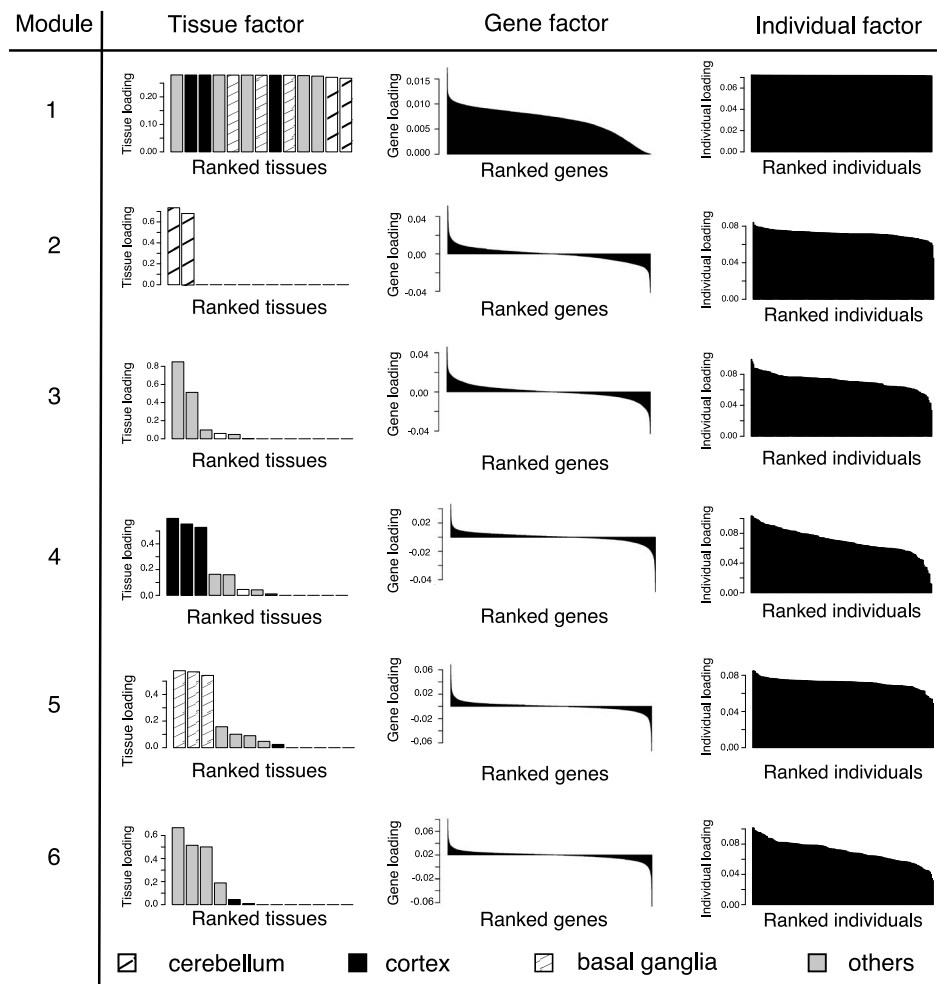 Module Tissue factor Gene factor Individual factor
1
Tissue loading
0.20
0.10
0.00
Ranked tissues
Gene loading
0.015
0.010
0.005
0.000
Ranked genes
Individual loading
0.06
0.04
0.00
Ranked individuals
2
Tissue loading
0.6
0.4
0.2
0.0
Ranked tissues
Gene loading
0.04
0.00
-0.04
Ranked genes
Individual loading
0.08
0.04
0.00
Ranked individuals
3
Tissue loading
0.8
0.6
0.4
0.2
0.0
Ranked tissues
Gene loading
0.04
0.00
-0.04
Ranked genes
Individual loading
0.08
0.04
0.00
Ranked individuals
4
Tissue loading
0.4
0.2
0.0
Ranked tissues
Gene loading
0.02
-0.00
-0.02
-0.04
Ranked genes
Individual loading
0.08
0.04
0.00
Ranked individuals
5
Tissue loading
0.4
0.2
0.0
Ranked tissues
Gene loading
0.06
0.02
-0.02
-0.06
Ranked genes
Individual loading
0.08
0.04
0.00
Ranked individuals
6
Tissue loading
0.6
0.4
0,2
0.0
Ranked tissues
Gene loading
0.06
0.02
-0.02
-0.06
Ranked genes
Individual loading
0.08
0.04
0.00
Ranked individuals
cerebellum cortex basal ganglia others